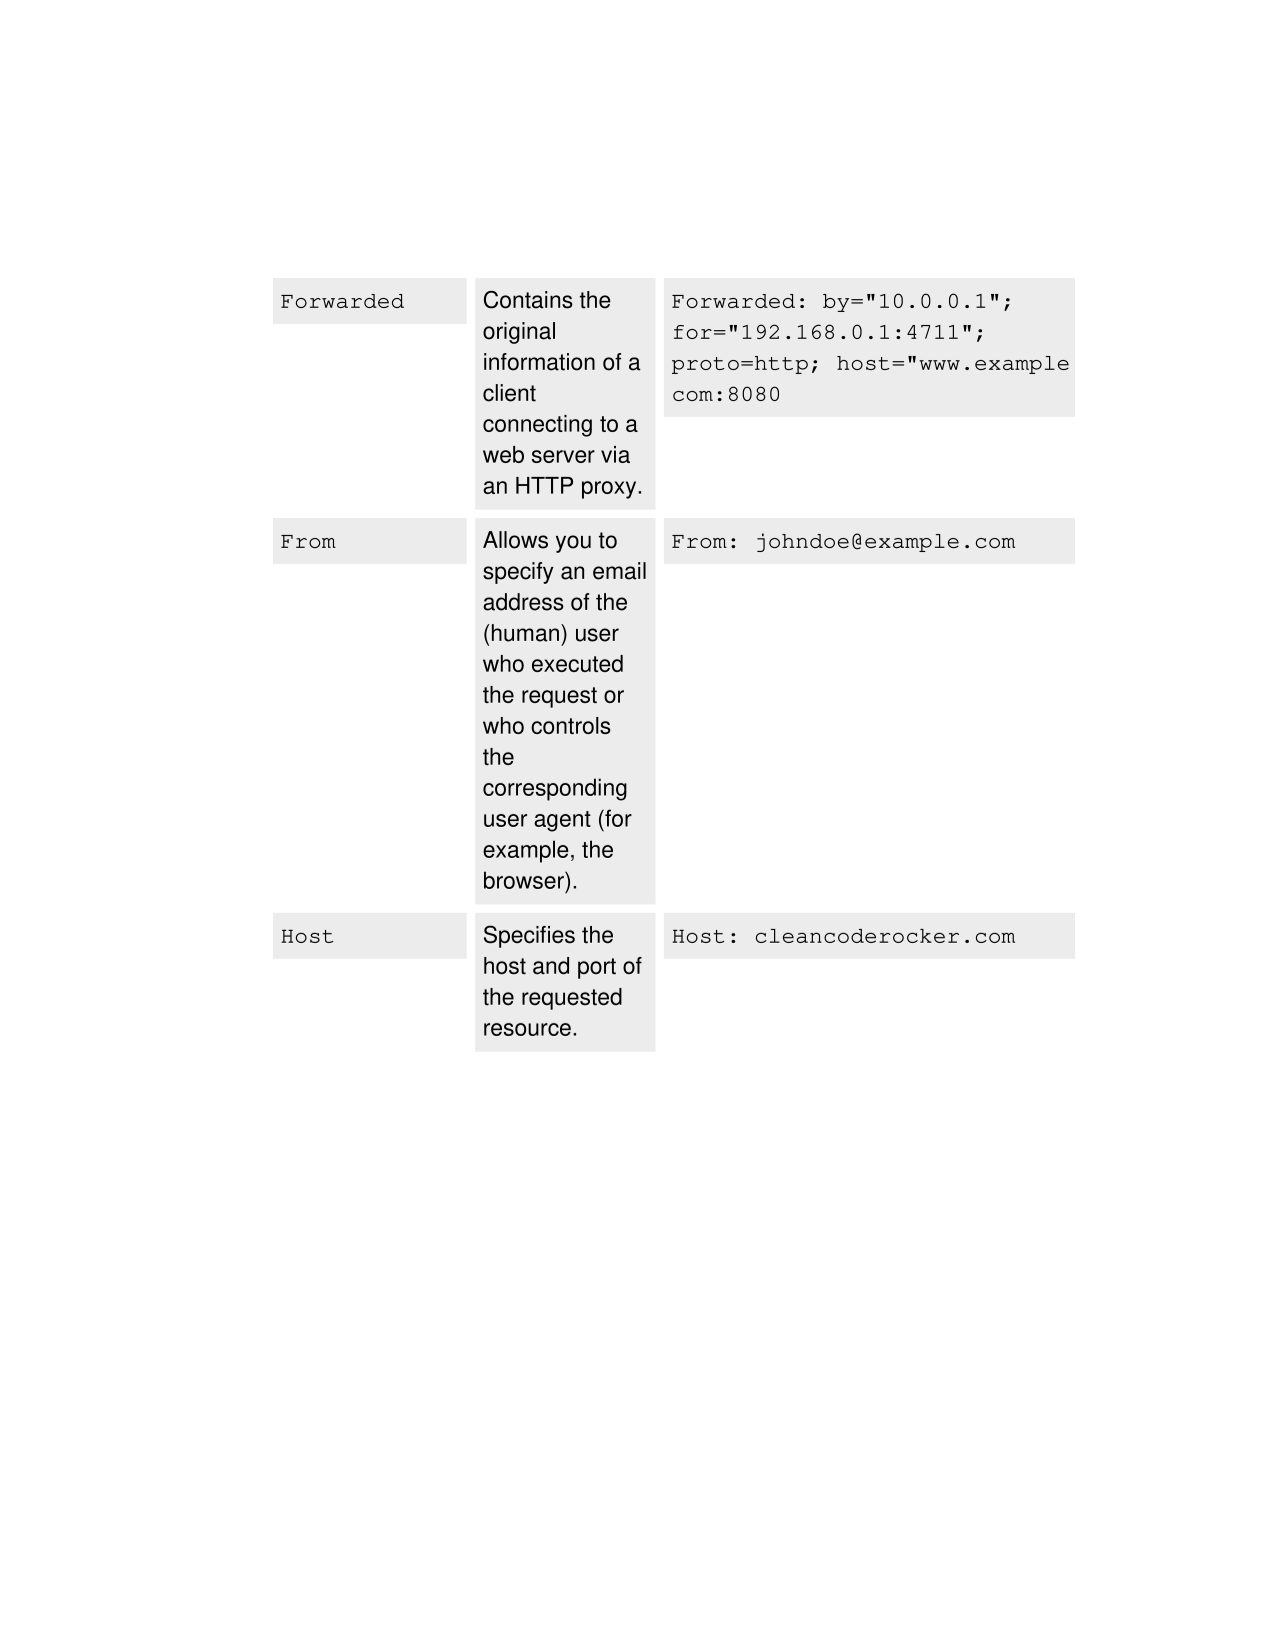 Forwarded
Contains the
original
information of a
client
connecting to a
web server via
an HTTP proxy.
Forwarded: by="10.0.0.1";
for="192.168.0.1:4711";
proto=http; host="www.example
com:8080
From
Allows you to
specify an email
address of the
(human) user
who executed
the request or
who controls
the
corresponding
user agent (for
example, the
browser).
From: johndoe@example.com
Host
Specifies the
host and port of
the requested
resource.
Host: cleancoderocker.com